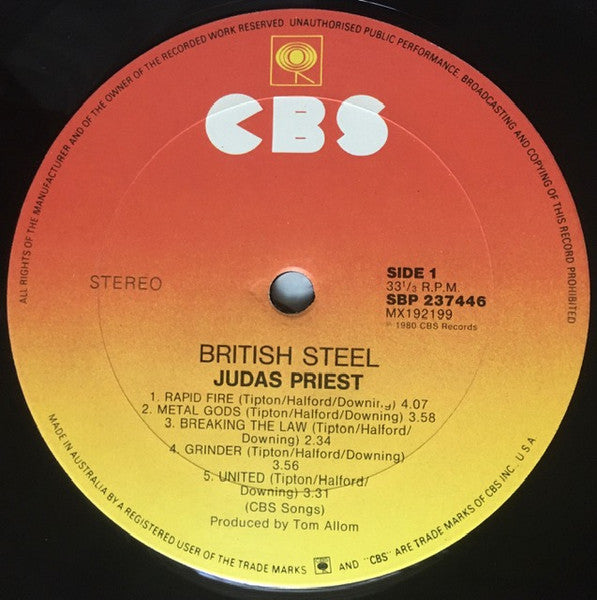 ALL RIGHTS OF THE MANUFACTURER AND OF THE OWNER OF THE RECORDED WORK RESERVED. UNAUTHORISED PUBLIC PERFORMANCE, BROADCASTING AND COPYING OF THIS RECORD PROHIBITED
CBS
STEREO
SIDE 1
33 1/3 R.P.M.
SBP 237446
MX192199
℗ 1980 CBS Records
BRITISH STEEL
JUDAS PRIEST
1. RAPID FIRE (Tipton/Halford/Downing) 4.07
2. METAL GODS (Tipton/Halford/Downing) 3.58
3. BREAKING THE LAW (Tipton/Halford/
Downing) 2.34
4. GRINDER (Tipton/Halford/Downing)
3.56
5. UNITED (Tipton/Halford/
Downing) 3.31
(CBS Songs)
Produced by Tom Allom
MADE IN AUSTRALIA BY A REGISTERED USER OF THE TRADE MARKS AND "CBS" ARE TRADE MARKS OF CBS INC. U S A